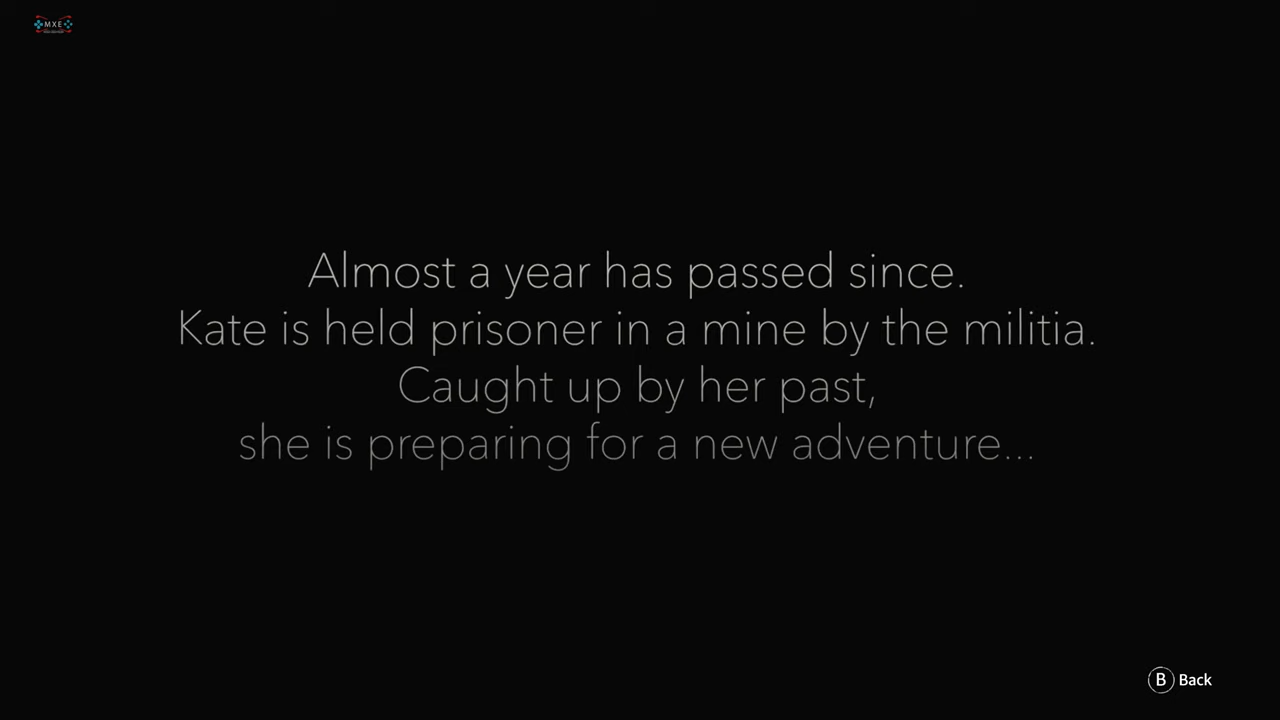 MXE
Almost a year has passed since.
Kate is held prisoner in a mine by the militia.
Caught up by her past,
she is preparing for a new adventure...
B Back